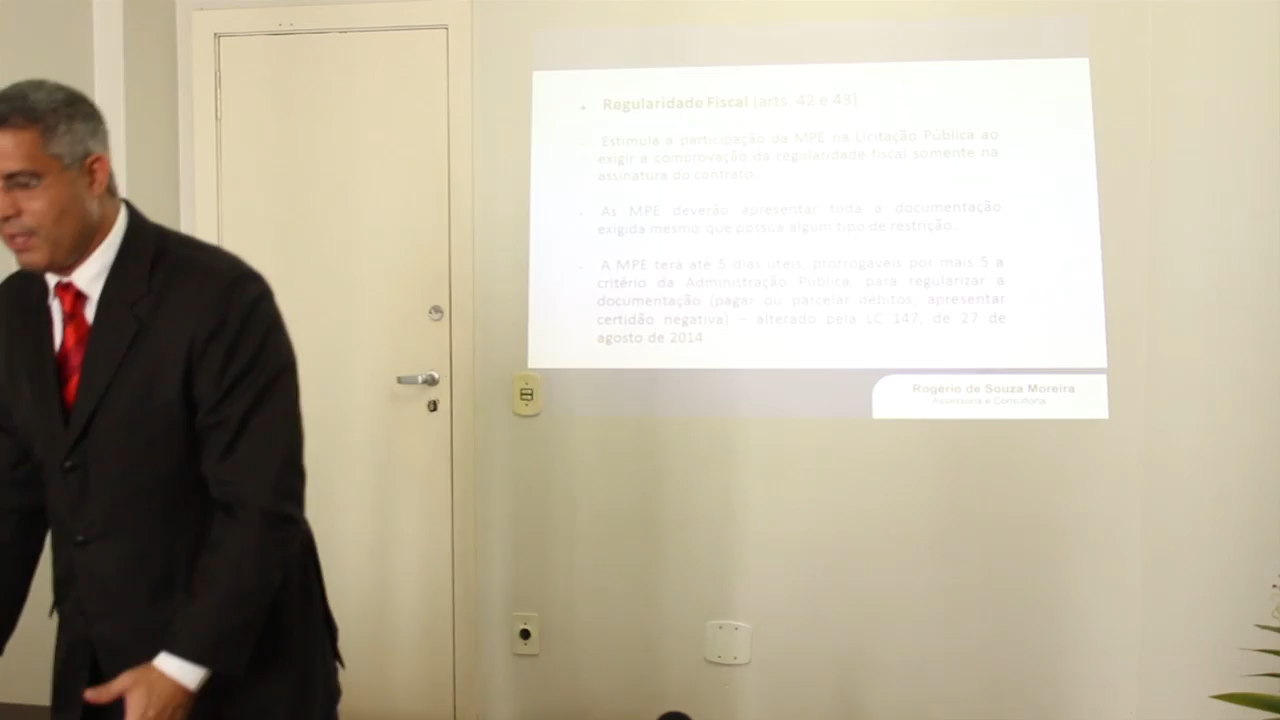 Regularidade Fiscal (arts. 42 e 43)
Estimula a participação da MPE na Licitação Pública ao
exigir a comprovação da regularidade fiscal somente na
assinatura do contrato.
As MPE deverão apresentar toda a documentação
exigida mesmo que possua algum tipo de restrição;
A MPE terá até 5 dias úteis, prorrogáveis por mais 5 a
critério da Administração Pública, para regularizar a
documentação (pagar ou parcelar débitos; apresentar
certidão negativa) – alterado pela LC 147, de 27 de
agosto de 2014
Rogério de Souza Moreira
Assessoria e Consultoria